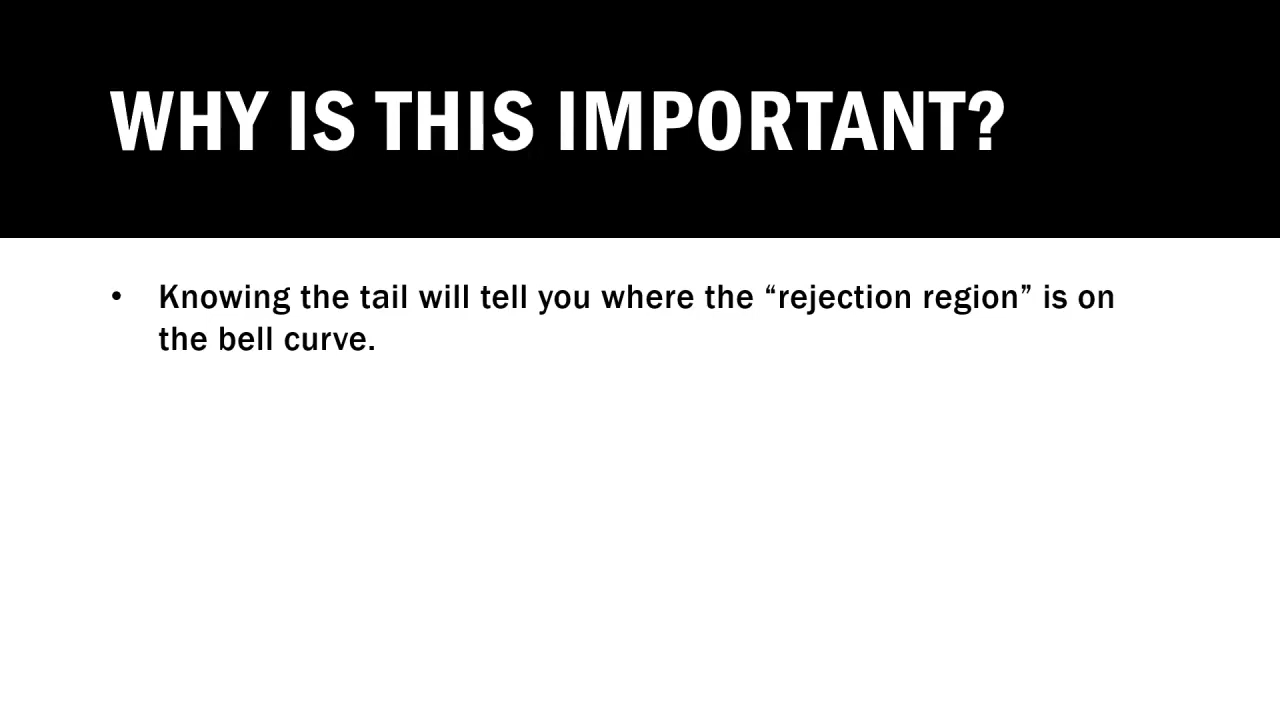 WHY IS THIS IMPORTANT?
• Knowing the tail will tell you where the “rejection region” is on
the bell curve.